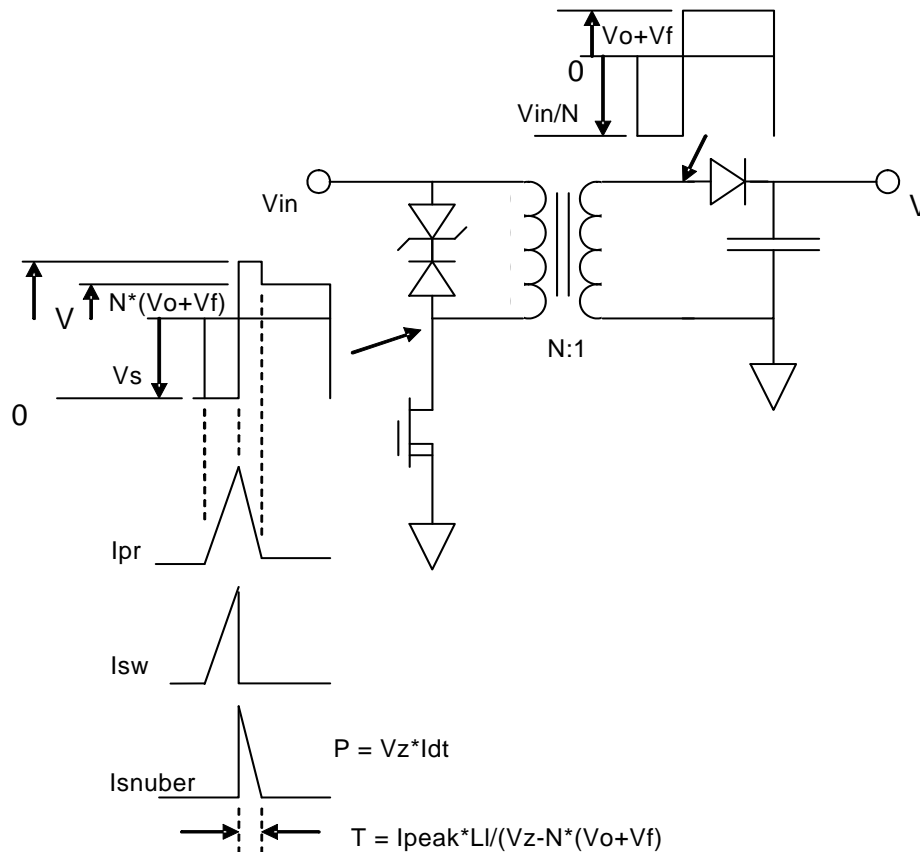 Vo+Vf
0
Vin/N
Vin
V
N*(Vo+Vf)
V
Vs
0
N:1
Ipr
Isw
P = Vz*Idt
Isnuber
T = Ipeak*Ll/(Vz-N*(Vo+Vf)